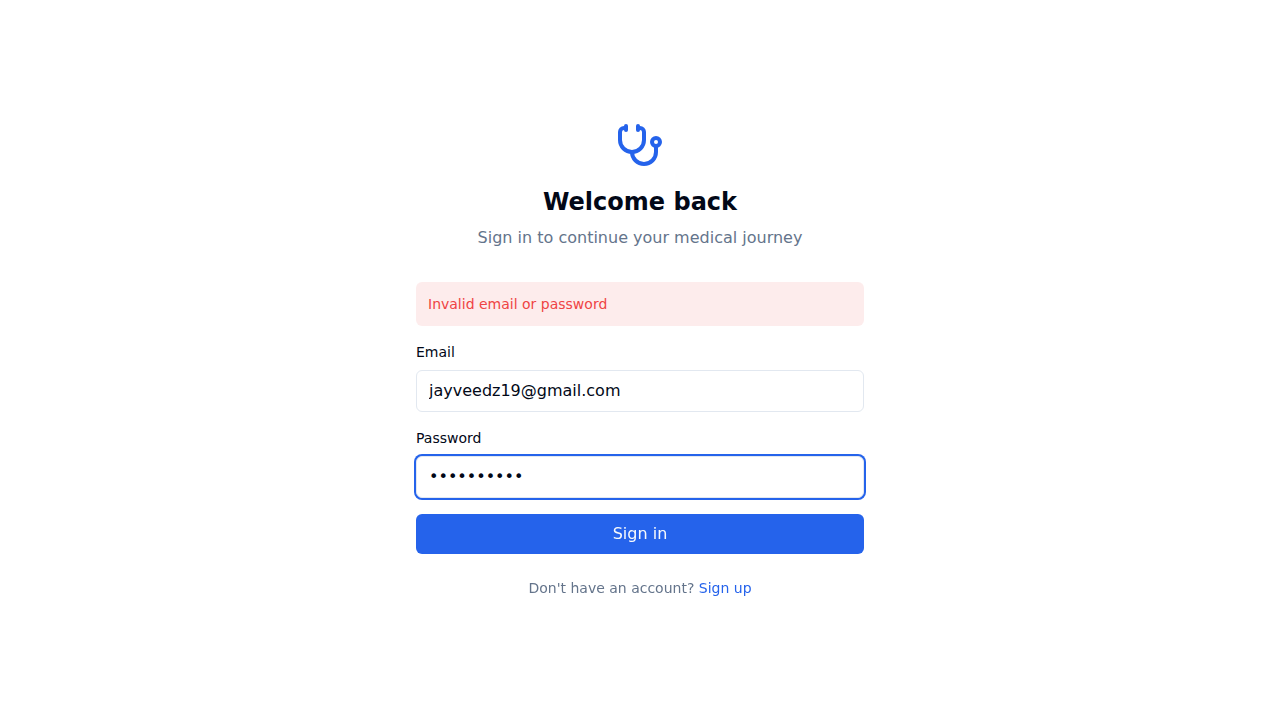 Welcome back
Sign in to continue your medical journey
Invalid email or password
Email
jayveedz19@gmail.com
Password
••••••••••
Sign in
Don't have an account? Sign up